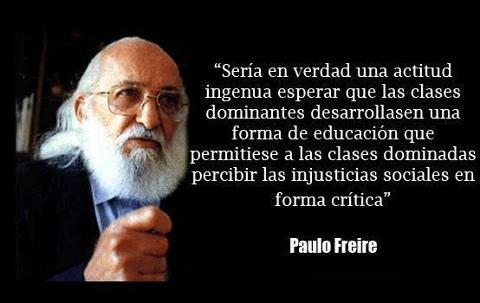 “Sería en verdad una actitud
ingenua esperar que las clases
dominantes desarrollasen una
forma de educación que
permitiese a las clases dominadas
percibir las injusticias sociales en
forma crítica”
Paulo Freire